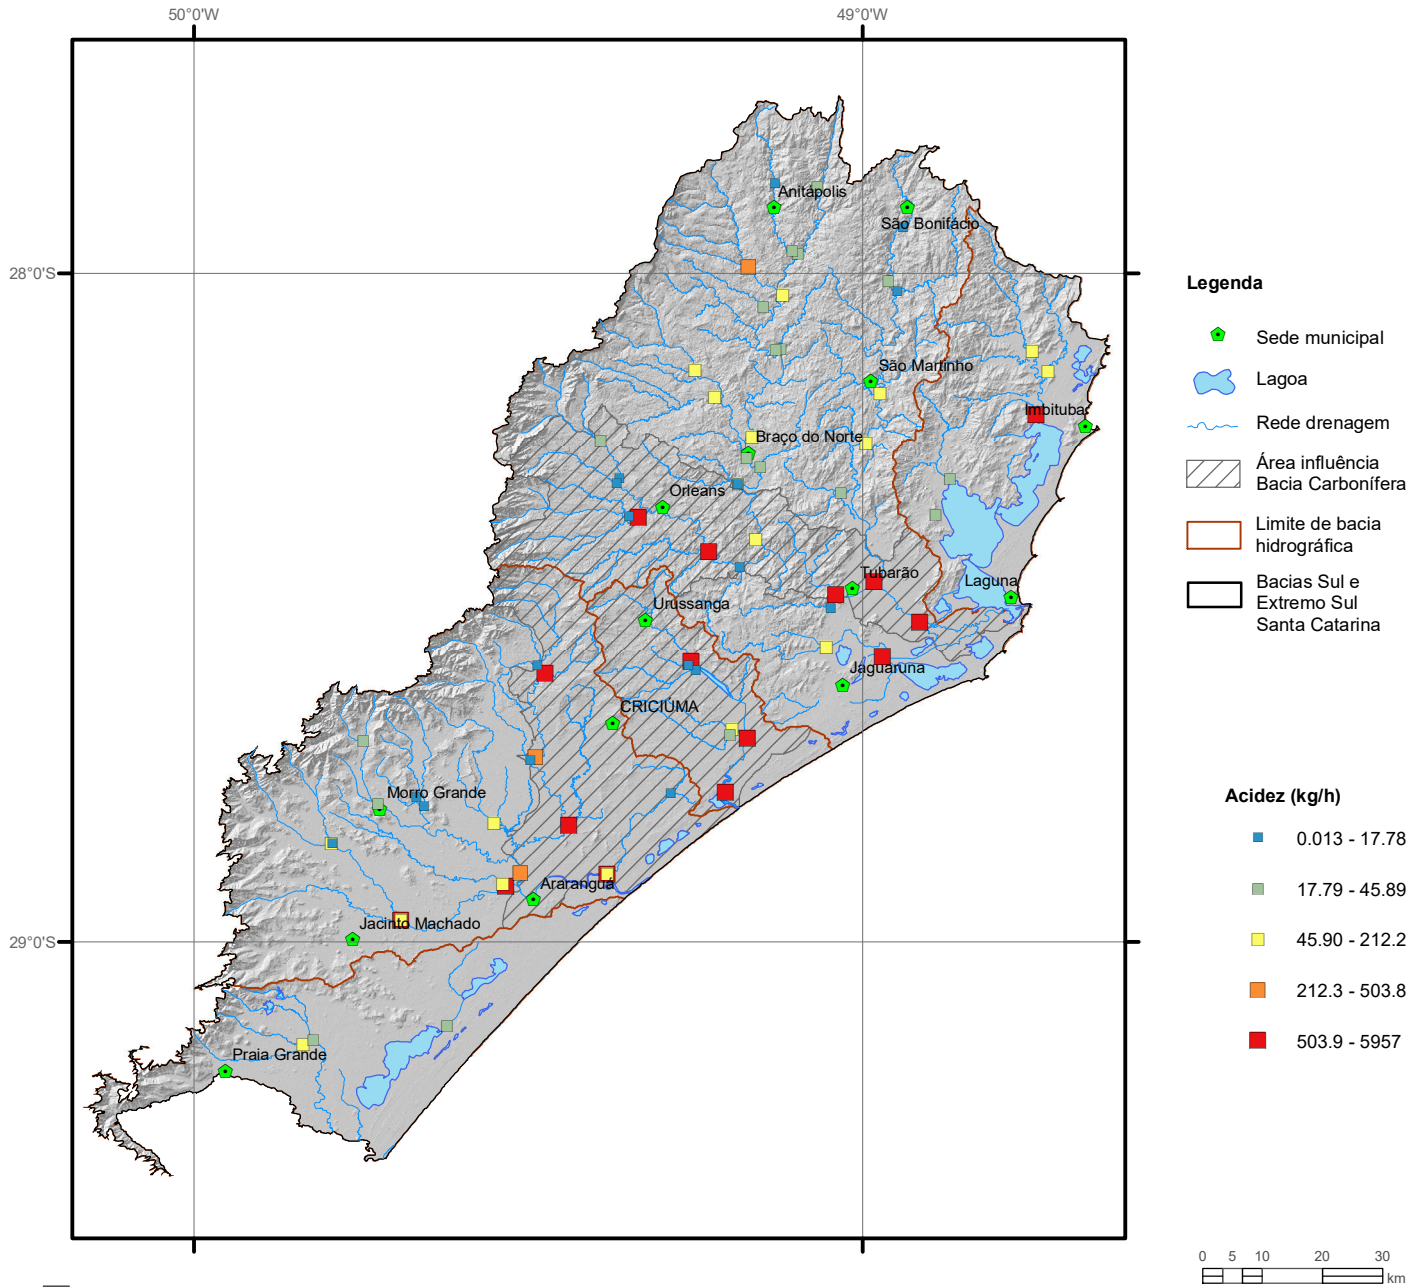 50°0'W
49°0'W
Anitápolis
São Bonifácio
28°0'S
Legenda
Sede municipal
São Martinho
Lagoa
Imbituba
Rede drenagem
Braço do Norte
Área influência
Bacia Carbonífera
Orleans
Limite de bacia
hidrográfica
Tubarão
Laguna
Bacias Sul e
Extremo Sul
Santa Catarina
Urussanga
Jaguaruna
CRICIÚMA
Morro Grande
Acidez (kg/h)
0.013 - 17.78
17.79 - 45.89
Araranguá
Jacinto Machado
45.90 - 212.2
29°0'S
212.3 - 503.8
503.9 - 5957
Praia Grande
0 5 10 20 30
km